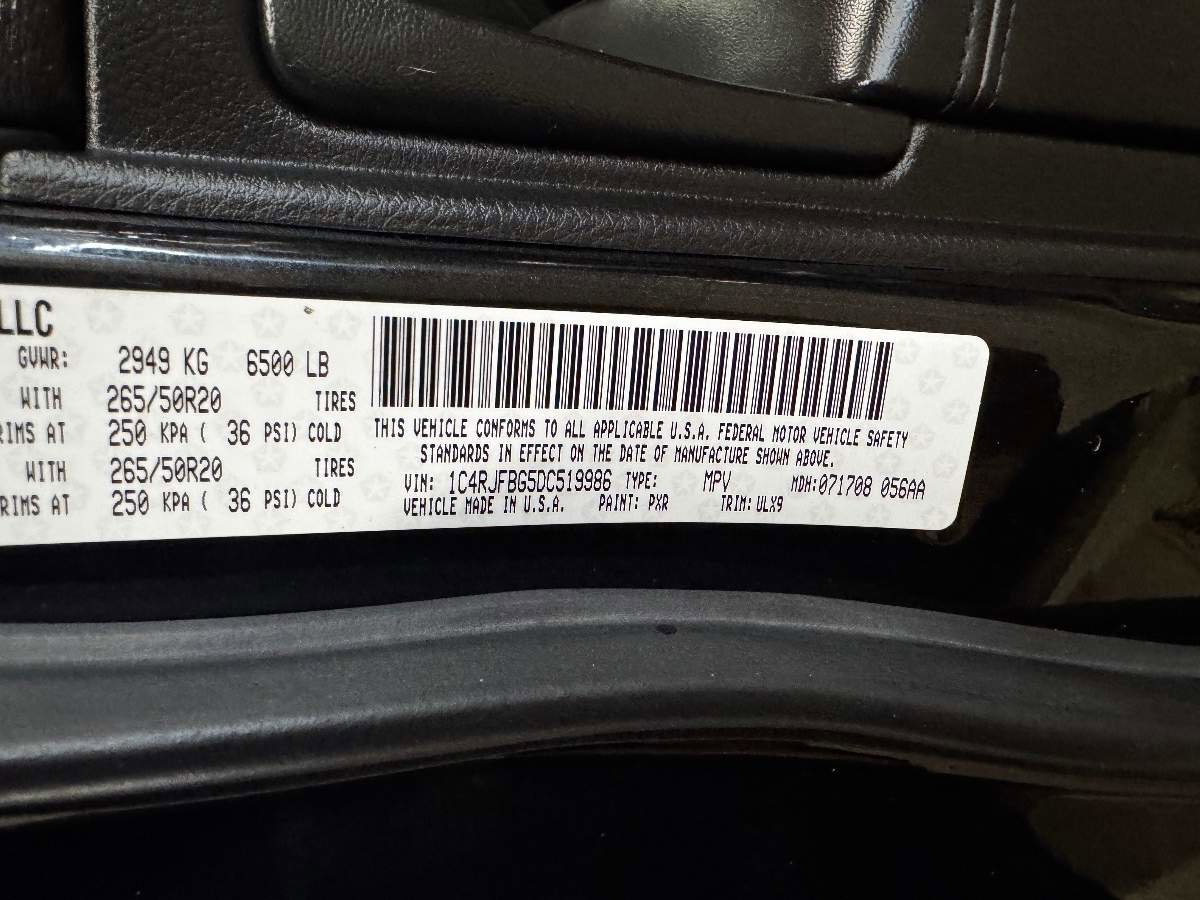 LLC
GVWR: 2949 KG 6500 LB
WITH 265/50R20 TIRES
RIMS AT 250 KPA ( 36 PSI) COLD
WITH 265/50R20 TIRES
RIMS AT 250 KPA ( 36 PSI) COLD
THIS VEHICLE CONFORMS TO ALL APPLICABLE U.S.A. FEDERAL MOTOR VEHICLE SAFETY
STANDARDS IN EFFECT ON THE DATE OF MANUFACTURE SHOWN ABOVE.
VIN: 1C4RJFBG5DC519986 TYPE: MPV MDH:071708 056AA
VEHICLE MADE IN U.S.A. PAINT: PXR TRIM: ULX9